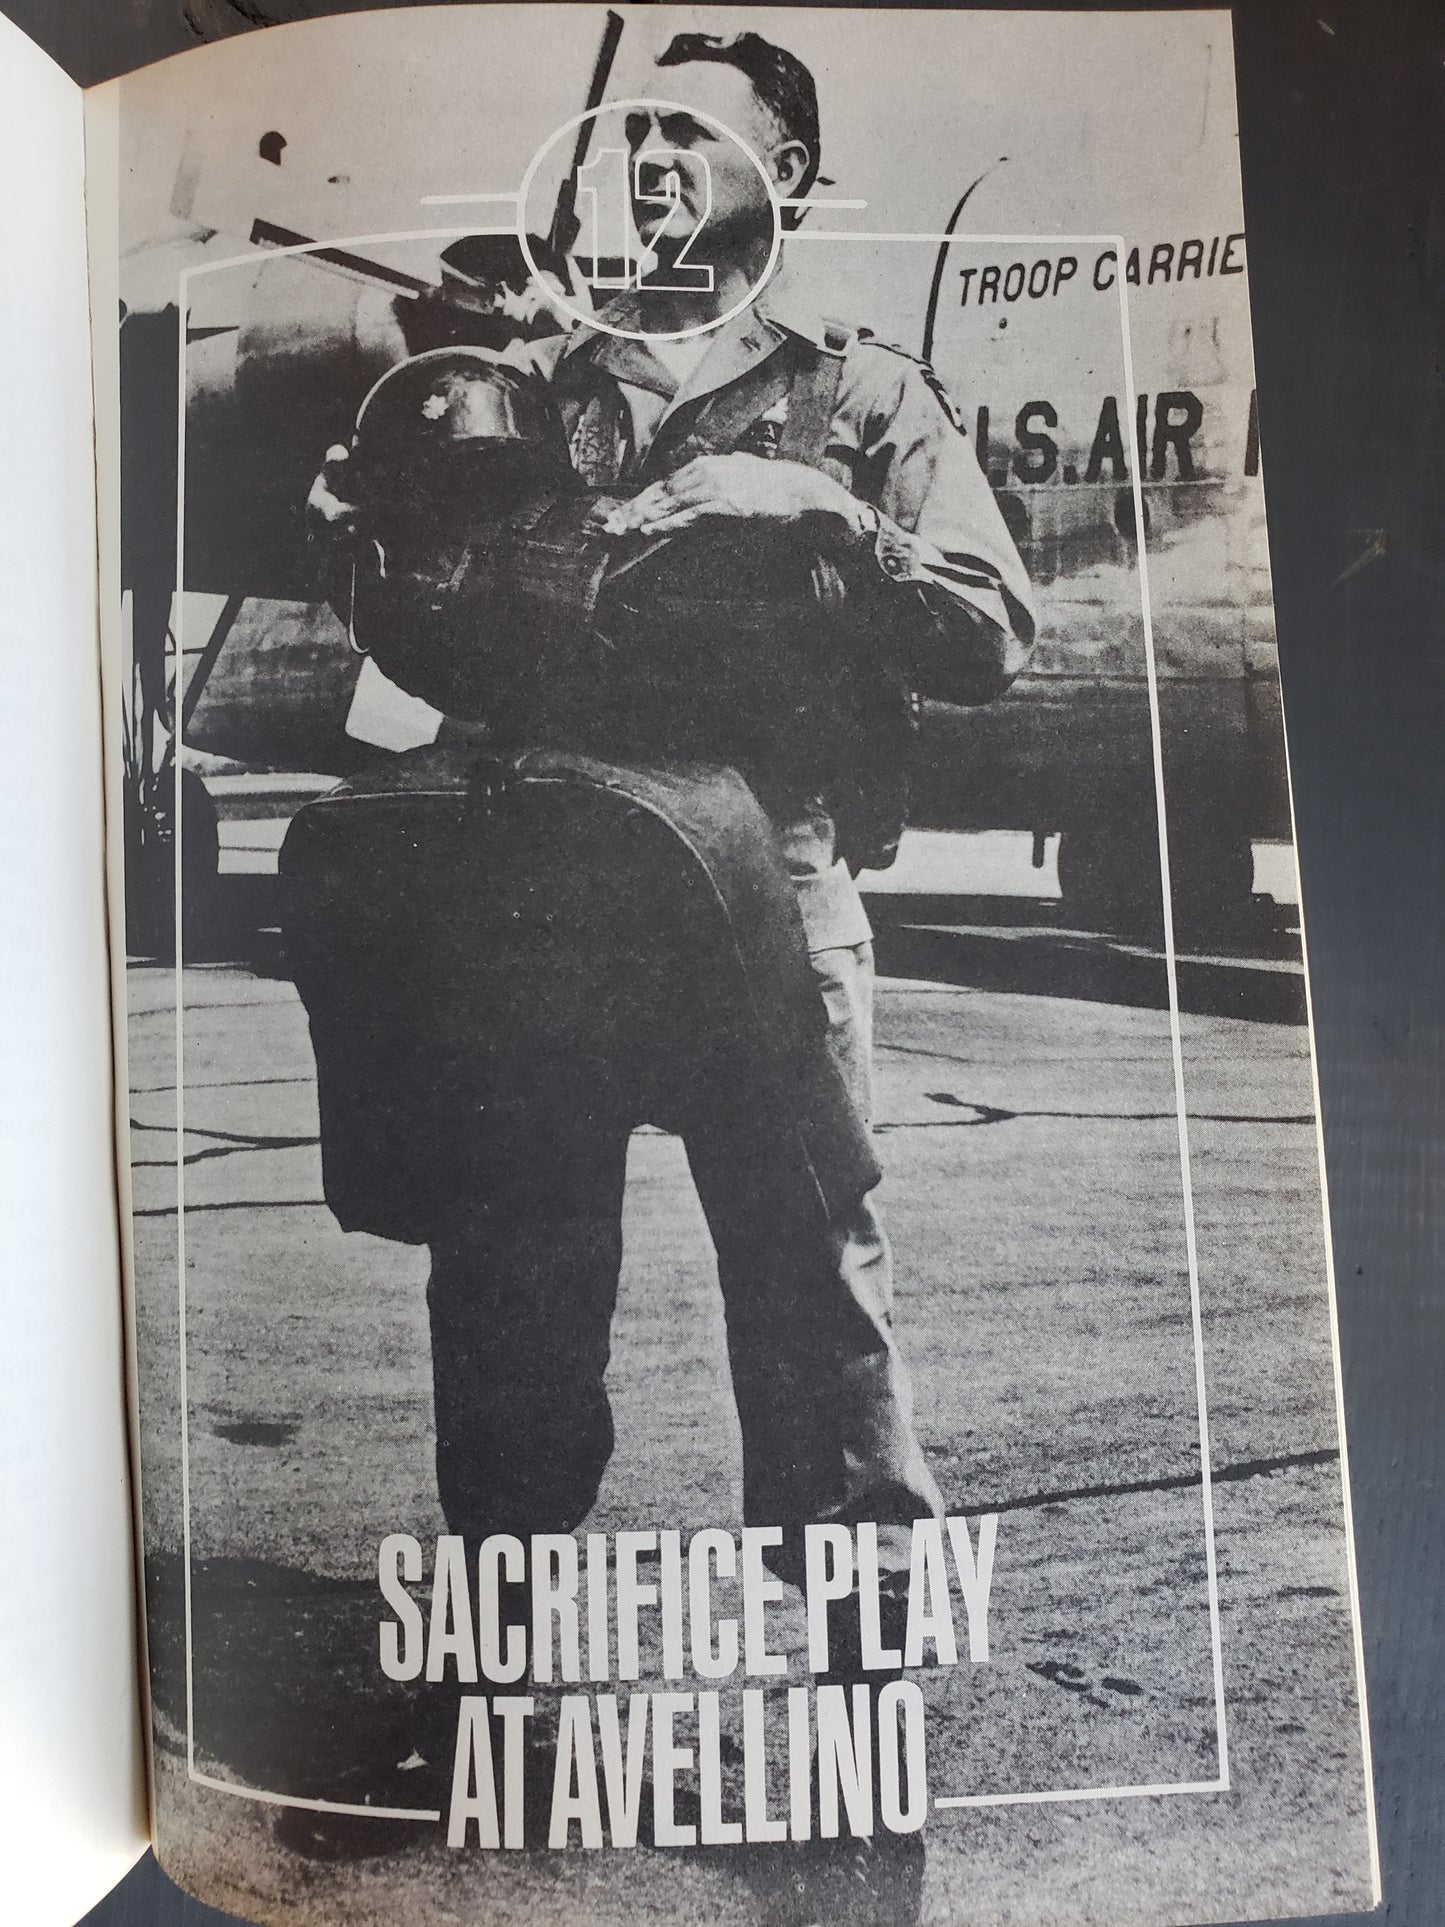 12
TROOP CARRIE
U.S. AIR
SACRIFICE PLAY
AT AVELLINO